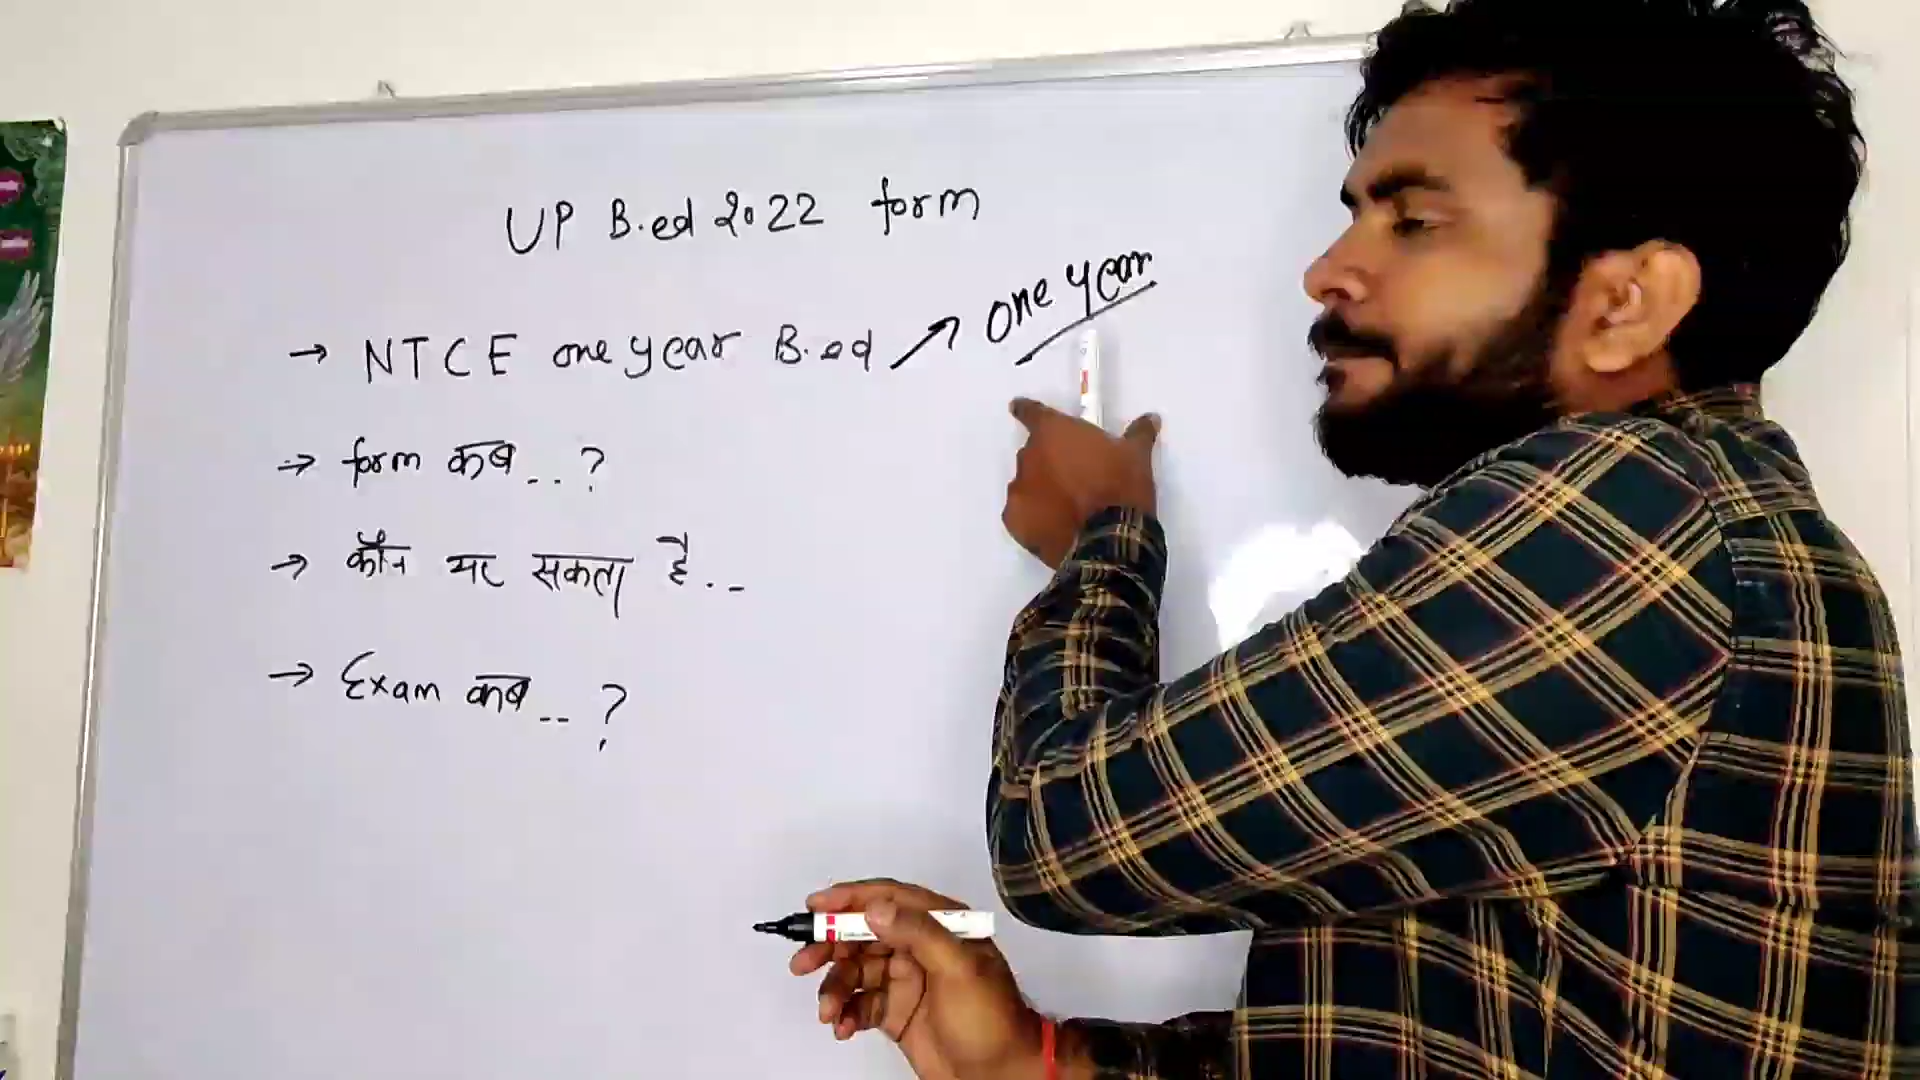 UP B.ed 2022 form
→ NTCE one year B.ed ↗ one year
→ form कब..?
→ कौन भर सकता है..
→ Exam कब..?